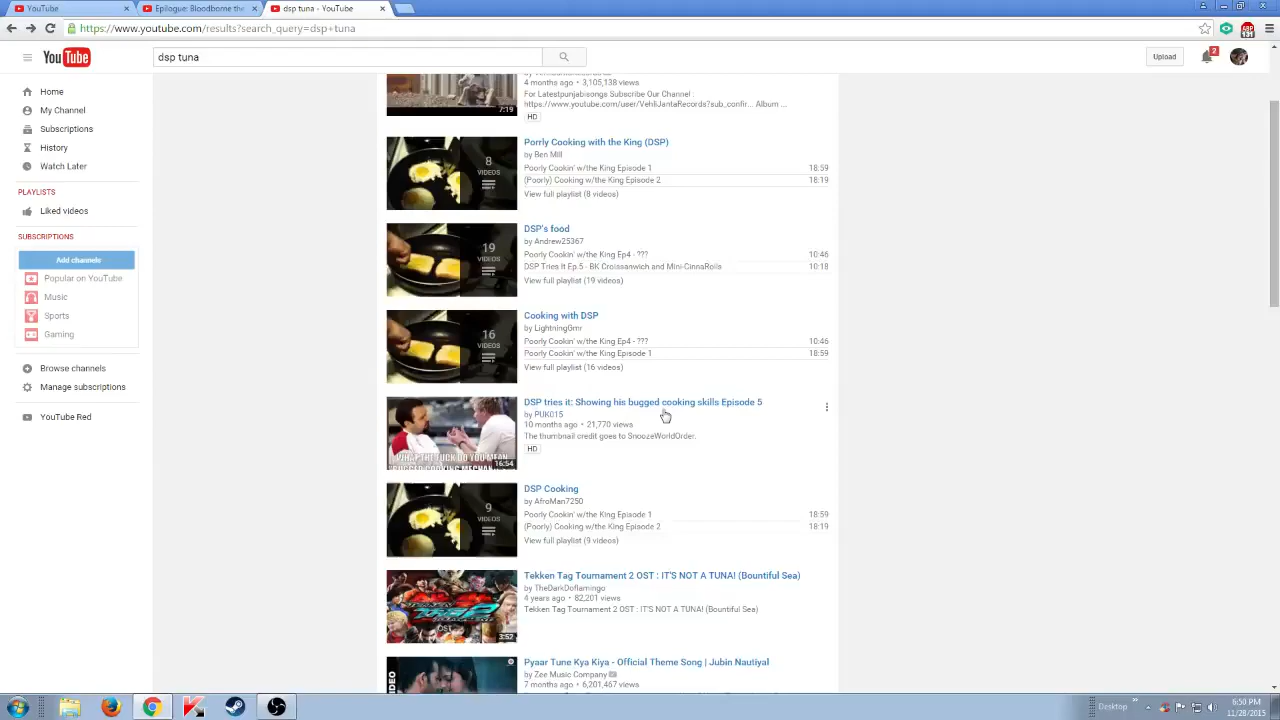 YouTube
Epilogue: Bloodborne the
dsp tuna - YouTube
https://www.youtube.com/results?search_query=dsp+tuna
YouTube
dsp tuna
Upload
2
4 months ago • 3,105,138 views
7:19
For Latestpunjabisongs Subscribe Our Channel :
https://www.youtube.com/user/VehliJantaRecords?sub_confir... Album ...
HD
Home
My Channel
Subscriptions
History
Watch Later
PLAYLISTS
Liked videos
SUBSCRIPTIONS
Add channels
Popular on YouTube
Music
Sports
Gaming
Browse channels
Manage subscriptions
YouTube Red
8
VIDEOS
Porrly Cooking with the King (DSP)
by Ben Mill
Poorly Cooking w/the King Episode 1 18:59
(Poorly) Cooking w/the King Episode 2 18:19
View full playlist (8 videos)
19
VIDEOS
DSP's food
by Andrew25367
Poorly Cookin' w/the King Ep4 - ??? 10:46
DSP Tries It Ep.5 - BK Croissanwich and Mini-CinnaRolls 10:18
View full playlist (19 videos)
16
VIDEOS
Cooking with DSP
by LightningGmr
Poorly Cookin' w/the King Ep4 - ??? 10:46
Poorly Cookin' w/the King Episode 1 18:59
View full playlist (16 videos)
WHAT THE FUCK DO YOU MEAN
16:54
DSP tries it: Showing his bugged cooking skills Episode 5
by PUK015
10 months ago • 21,770 views
The thumbnail credit goes to SnoozeWorldOrder.
HD
9
VIDEOS
DSP Cooking
by AfroMan7250
Poorly Cookin' w/the King Episode 1 18:59
(Poorly) Cooking w/the King Episode 2 18:19
View full playlist (9 videos)
OST
3:52
Tekken Tag Tournament 2 OST : IT'S NOT A TUNA! (Bountiful Sea)
by TheDarkDoflamingo
4 years ago • 82,201 views
Tekken Tag Tournament 2 OST : IT'S NOT A TUNA! (Bountiful Sea)
Pyaar Tune Kya Kiya - Official Theme Song | Jubin Nautiyal
by Zee Music Company
7 months ago • 6,201,467 views
Desktop
6:50 PM
11/28/2015